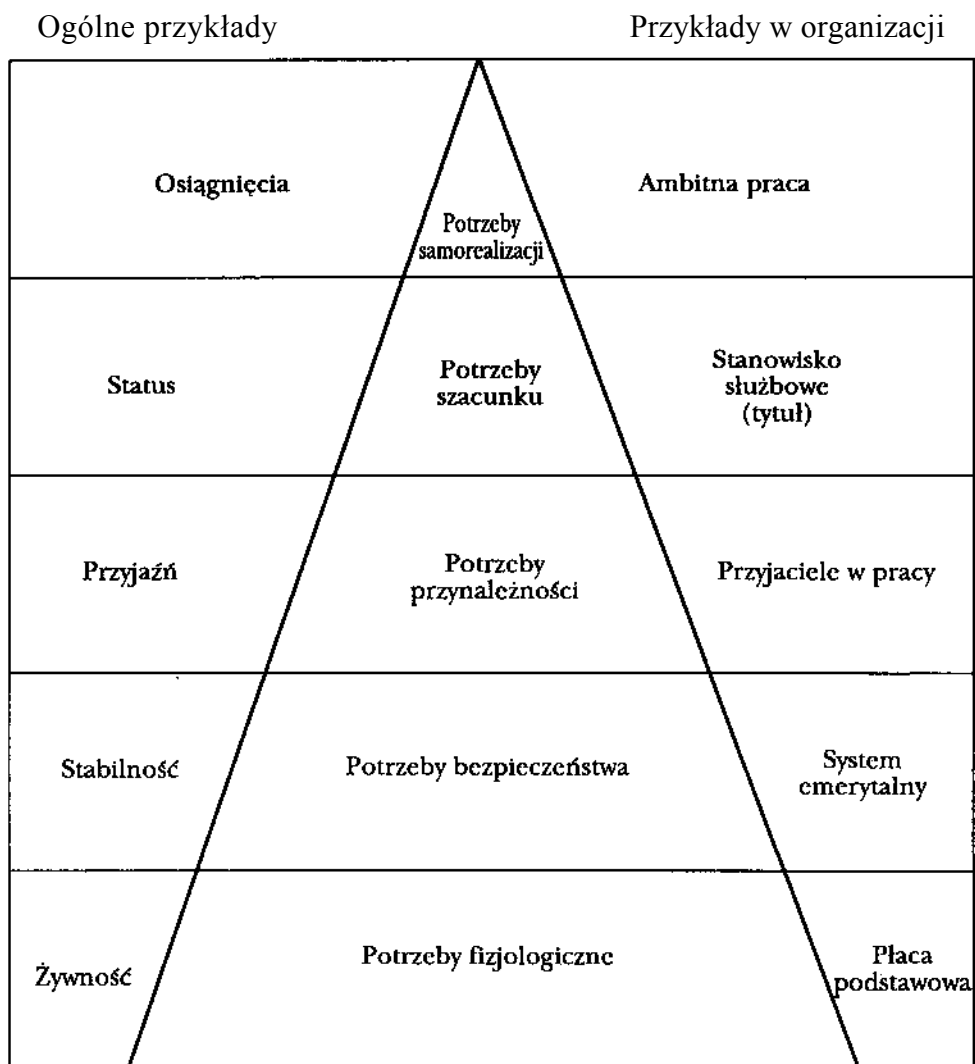 Ogólne przykłady
Przykłady w organizacji
Osiągnięcia
Potrzeby
samorealizacji
Ambitna praca
Status
Potrzeby
szacunku
Stanowisko
służbowe
(tytuł)
Przyjaźń
Potrzeby
przynależności
Przyjaciele w pracy
Stabilność
Potrzeby bezpieczeństwa
System
emerytalny
Żywność
Potrzeby fizjologiczne
Płaca
podstawowa